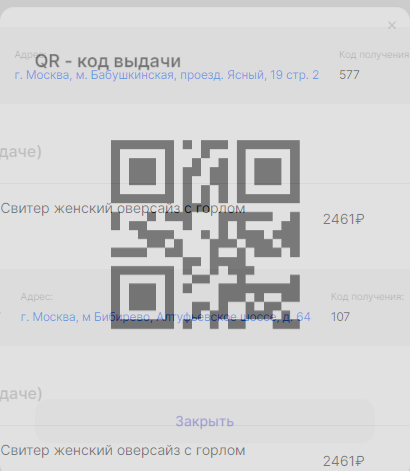 ×
Адрес:
Код получения
QR - код выдачи
г. Москва, м. Бабушкинская, проезд. Ясный, 19 стр. 2
577
даче)
Свитер женский оверсайз с горлом
2461₽
Адрес:
Код получения:
г. Москва, м Бибирево, Алтуфьевское шоссе, д. 64
107
даче)
Закрыть
Свитер женский оверсайз с горлом
2461₽